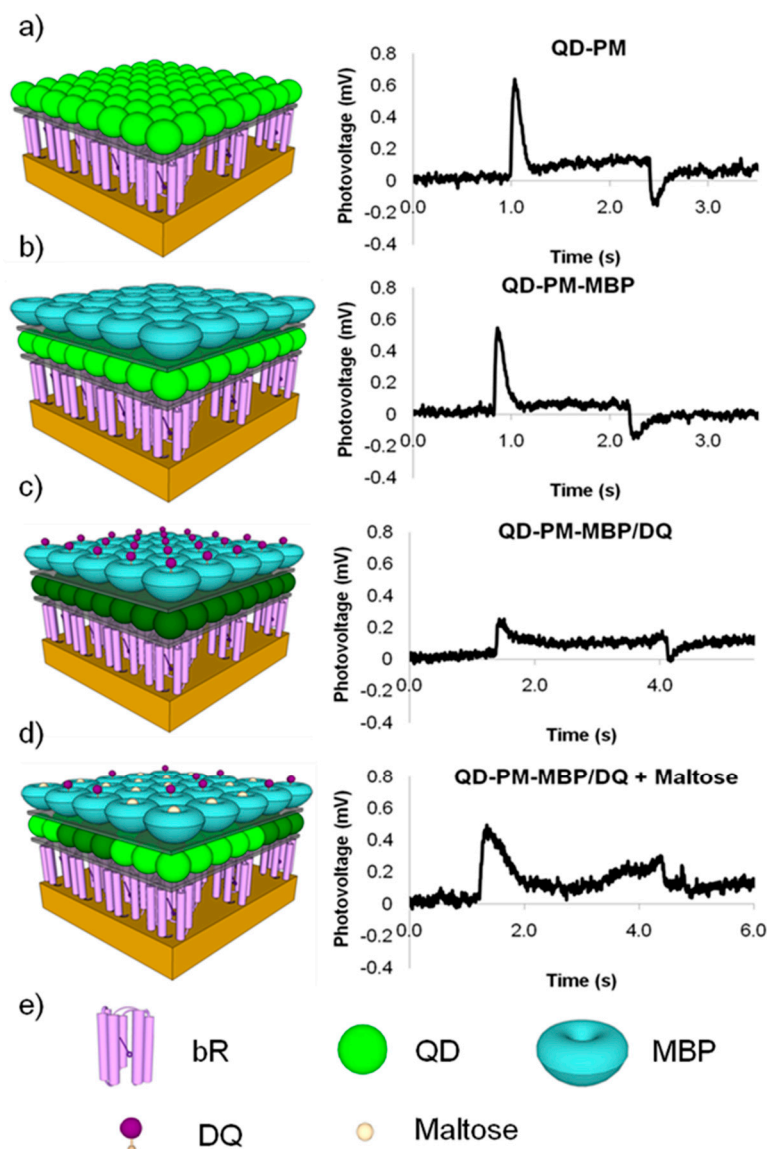 a)
QD-PM
Photovoltage (mV)
0.8
0.6
0.4
0.2
0
-0.2
-0.4
0.0 1.0 2.0 3.0
Time (s)
b)
QD-PM-MBP
Photovoltage (mV)
0.8
0.6
0.4
0.2
0
-0.2
-0.4
0.0 1.0 2.0 3.0
Time (s)
c)
QD-PM-MBP/DQ
Photovoltage (mV)
0.8
0.6
0.4
0.2
0
-0.2
-0.4
0.0 2.0 4.0
Time (s)
d)
QD-PM-MBP/DQ + Maltose
Photovoltage (mV)
0.8
0.6
0.4
0.2
0
-0.2
-0.4
0.0 2.0 4.0 6.0
Time (s)
e)
bR QD MBP
DQ Maltose